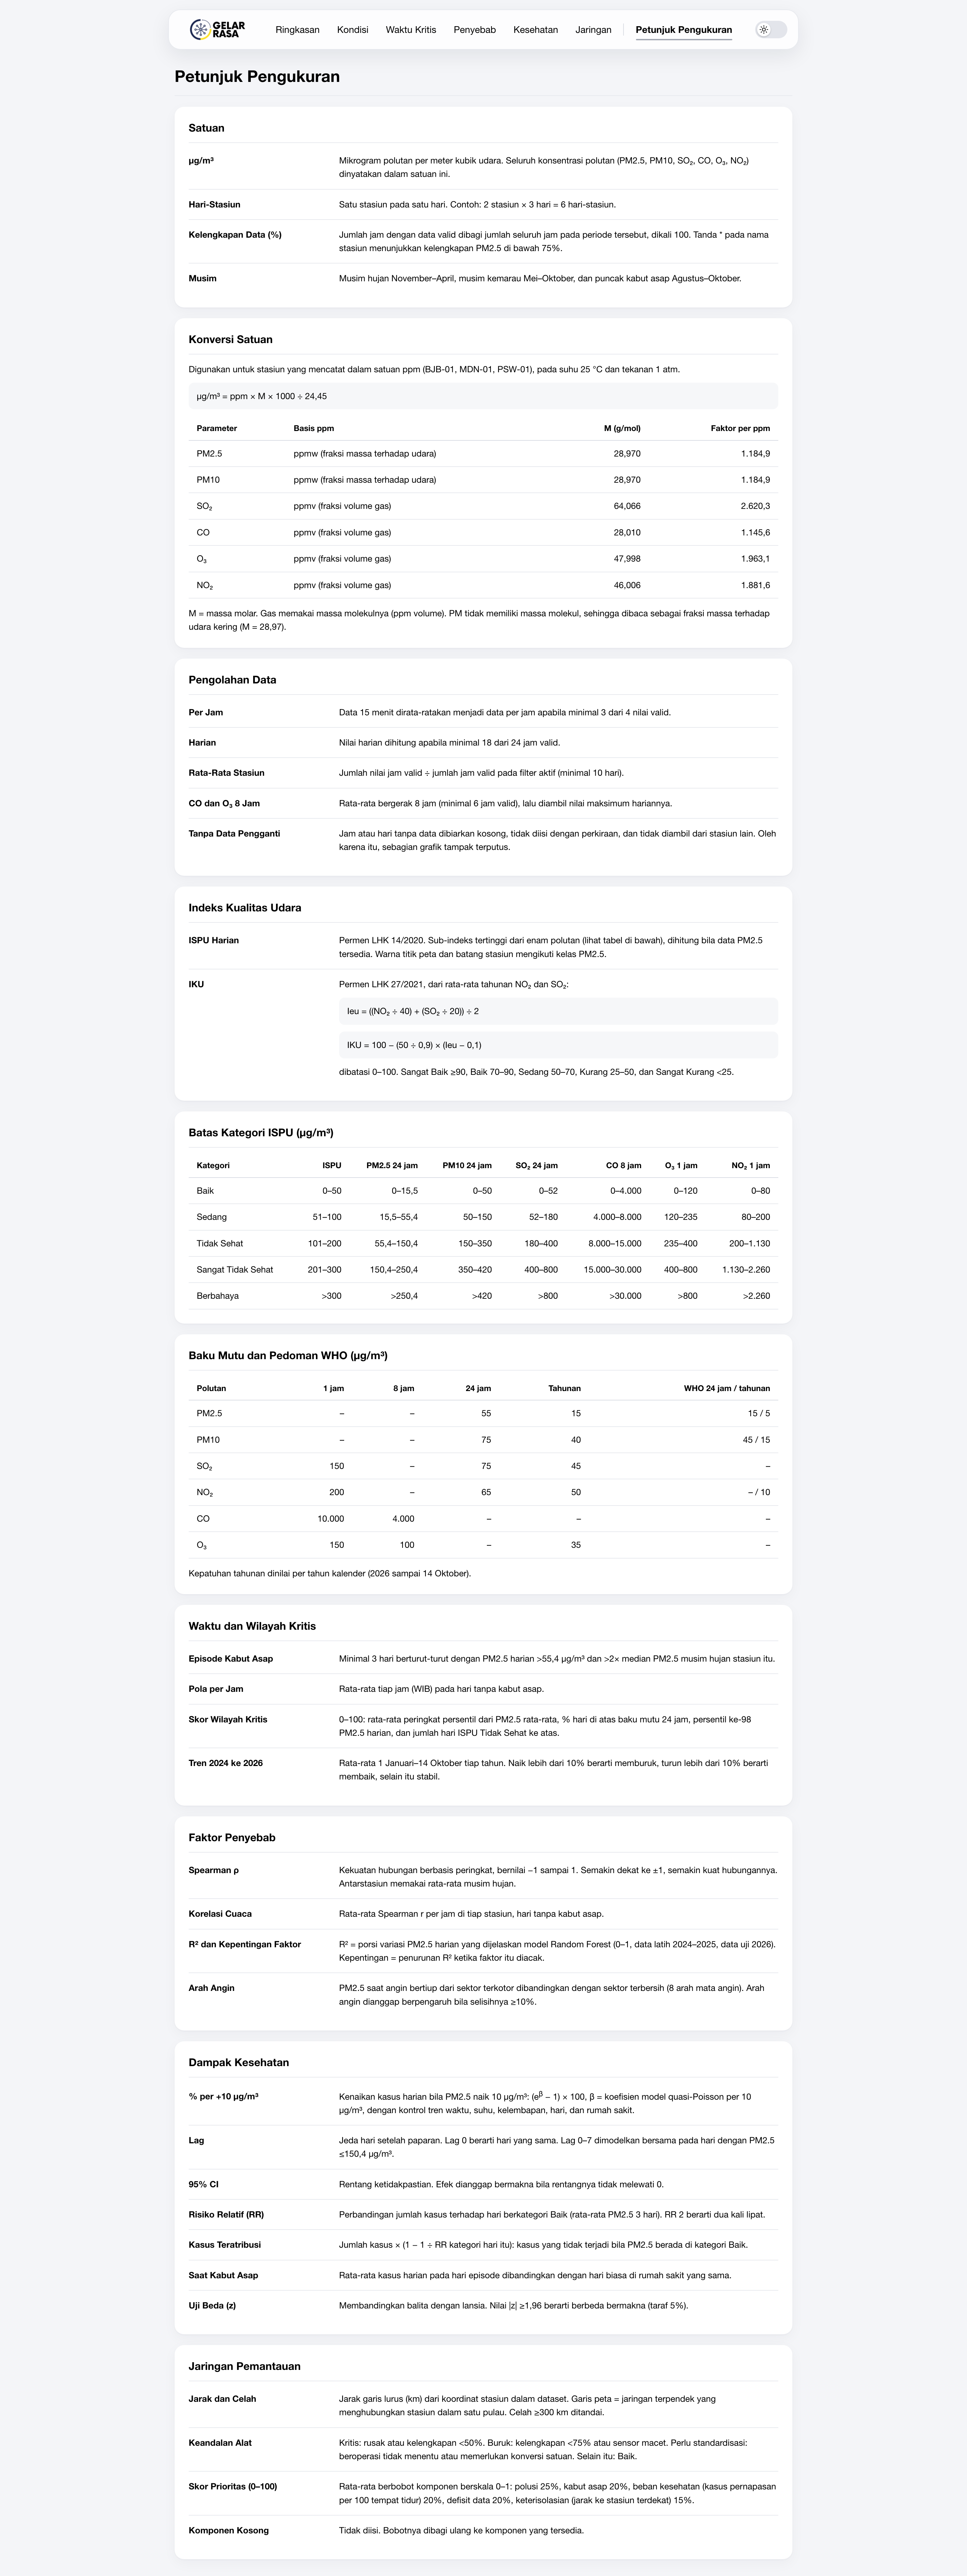 GELAR RASA
Ringkasan Kondisi Waktu Kritis Penyebab Kesehatan Jaringan Petunjuk Pengukuran
Petunjuk Pengukuran
Satuan
µg/m³ Mikrogram polutan per meter kubik udara. Seluruh konsentrasi polutan (PM2.5, PM10, SO₂, CO, O₃, NO₂)
dinyatakan dalam satuan ini.
Hari-Stasiun Satu stasiun pada satu hari. Contoh: 2 stasiun × 3 hari = 6 hari-stasiun.
Kelengkapan Data (%) Jumlah jam dengan data valid dibagi jumlah seluruh jam pada periode tersebut, dikali 100. Tanda * pada nama
stasiun menunjukkan kelengkapan PM2.5 di bawah 75%.
Musim Musim hujan November–April, musim kemarau Mei–Oktober, dan puncak kabut asap Agustus–Oktober.
Konversi Satuan
Digunakan untuk stasiun yang mencatat dalam satuan ppm (BJB-01, MDN-01, PSW-01), pada suhu 25 °C dan tekanan 1 atm.
µg/m³ = ppm × M × 1000 ÷ 24,45
Parameter Basis ppm M (g/mol) Faktor per ppm
PM2.5 ppmw (fraksi massa terhadap udara) 28,970 1.184,9
PM10 ppmw (fraksi massa terhadap udara) 28,970 1.184,9
SO₂ ppmv (fraksi volume gas) 64,066 2.620,3
CO ppmv (fraksi volume gas) 28,010 1.145,6
O₃ ppmv (fraksi volume gas) 47,998 1.963,1
NO₂ ppmv (fraksi volume gas) 46,006 1.881,6
M = massa molar. Gas memakai massa molekulnya (ppm volume). PM tidak memiliki massa molekul, sehingga dibaca sebagai fraksi massa terhadap
udara kering (M = 28,97).
Pengolahan Data
Per Jam Data 15 menit dirata-ratakan menjadi data per jam apabila minimal 3 dari 4 nilai valid.
Harian Nilai harian dihitung apabila minimal 18 dari 24 jam valid.
Rata-Rata Stasiun Jumlah nilai jam valid ÷ jumlah jam valid pada filter aktif (minimal 10 hari).
CO dan O₃ 8 Jam Rata-rata bergerak 8 jam (minimal 6 jam valid), lalu diambil nilai maksimum hariannya.
Tanpa Data Pengganti Jam atau hari tanpa data dibiarkan kosong, tidak diisi dengan perkiraan, dan tidak diambil dari stasiun lain. Oleh
karena itu, sebagian grafik tampak terputus.
Indeks Kualitas Udara
ISPU Harian Permen LHK 14/2020. Sub-indeks tertinggi dari enam polutan (lihat tabel di bawah), dihitung bila data PM2.5
tersedia. Warna titik peta dan batang stasiun mengikuti kelas PM2.5.
IKU Permen LHK 27/2021, dari rata-rata tahunan NO₂ dan SO₂:
Ieu = ((NO₂ ÷ 40) + (SO₂ ÷ 20)) ÷ 2
IKU = 100 − (50 ÷ 0,9) × (Ieu − 0,1)
dibatasi 0–100. Sangat Baik ≥90, Baik 70–90, Sedang 50–70, Kurang 25–50, dan Sangat Kurang <25.
Batas Kategori ISPU (µg/m³)
Kategori ISPU PM2.5 24 jam PM10 24 jam SO₂ 24 jam CO 8 jam O₃ 1 jam NO₂ 1 jam
Baik 0–50 0–15,5 0–50 0–52 0–4.000 0–120 0–80
Sedang 51–100 15,5–55,4 50–150 52–180 4.000–8.000 120–235 80–200
Tidak Sehat 101–200 55,4–150,4 150–350 180–400 8.000–15.000 235–400 200–1.130
Sangat Tidak Sehat 201–300 150,4–250,4 350–420 400–800 15.000–30.000 400–800 1.130–2.260
Berbahaya >300 >250,4 >420 >800 >30.000 >800 >2.260
Baku Mutu dan Pedoman WHO (µg/m³)
Polutan 1 jam 8 jam 24 jam Tahunan WHO 24 jam / tahunan
PM2.5 – – 55 15 15 / 5
PM10 – – 75 40 45 / 15
SO₂ 150 – 75 45 –
NO₂ 200 – 65 50 – / 10
CO 10.000 4.000 – – –
O₃ 150 100 – 35 –
Kepatuhan tahunan dinilai per tahun kalender (2026 sampai 14 Oktober).
Waktu dan Wilayah Kritis
Episode Kabut Asap Minimal 3 hari berturut-turut dengan PM2.5 harian >55,4 µg/m³ dan >2× median PM2.5 musim hujan stasiun itu.
Pola per Jam Rata-rata tiap jam (WIB) pada hari tanpa kabut asap.
Skor Wilayah Kritis 0–100: rata-rata peringkat persentil dari PM2.5 rata-rata, % hari di atas baku mutu 24 jam, persentil ke-98
PM2.5 harian, dan jumlah hari ISPU Tidak Sehat ke atas.
Tren 2024 ke 2026 Rata-rata 1 Januari–14 Oktober tiap tahun. Naik lebih dari 10% berarti memburuk, turun lebih dari 10% berarti
membaik, selain itu stabil.
Faktor Penyebab
Spearman ρ Kekuatan hubungan berbasis peringkat, bernilai −1 sampai 1. Semakin dekat ke ±1, semakin kuat hubungannya.
Antarstasiun memakai rata-rata musim hujan.
Korelasi Cuaca Rata-rata Spearman r per jam di tiap stasiun, hari tanpa kabut asap.
R² dan Kepentingan Faktor R² = porsi variasi PM2.5 harian yang dijelaskan model Random Forest (0–1, data latih 2024–2025, data uji 2026).
Kepentingan = penurunan R² ketika faktor itu diacak.
Arah Angin PM2.5 saat angin bertiup dari sektor terkotor dibandingkan dengan sektor terbersih (8 arah mata angin). Arah
angin dianggap berpengaruh bila selisihnya ≥10%.
Dampak Kesehatan
% per +10 µg/m³ Kenaikan kasus harian bila PM2.5 naik 10 µg/m³: (e^β − 1) × 100, β = koefisien model quasi-Poisson per 10
µg/m³, dengan kontrol tren waktu, suhu, kelembapan, hari, dan rumah sakit.
Lag Jeda hari setelah paparan. Lag 0 berarti hari yang sama. Lag 0–7 dimodelkan bersama pada hari dengan PM2.5
≤150,4 µg/m³.
95% CI Rentang ketidakpastian. Efek dianggap bermakna bila rentangnya tidak melewati 0.
Risiko Relatif (RR) Perbandingan jumlah kasus terhadap hari berkategori Baik (rata-rata PM2.5 3 hari). RR 2 berarti dua kali lipat.
Kasus Teratribusi Jumlah kasus × (1 − 1 ÷ RR kategori hari itu): kasus yang tidak terjadi bila PM2.5 berada di kategori Baik.
Saat Kabut Asap Rata-rata kasus harian pada hari episode dibandingkan dengan hari biasa di rumah sakit yang sama.
Uji Beda (z) Membandingkan balita dengan lansia. Nilai |z| ≥1,96 berarti berbeda bermakna (taraf 5%).
Jaringan Pemantauan
Jarak dan Celah Jarak garis lurus (km) dari koordinat stasiun dalam dataset. Garis peta = jaringan terpendek yang
menghubungkan stasiun dalam satu pulau. Celah ≥300 km ditandai.
Keandalan Alat Kritis: rusak atau kelengkapan <50%. Buruk: kelengkapan <75% atau sensor macet. Perlu standardisasi:
beroperasi tidak menentu atau memerlukan konversi satuan. Selain itu: Baik.
Skor Prioritas (0–100) Rata-rata berbobot komponen berskala 0–1: polusi 25%, kabut asap 20%, beban kesehatan (kasus pernapasan
per 100 tempat tidur) 20%, defisit data 20%, keterisolasian (jarak ke stasiun terdekat) 15%.
Komponen Kosong Tidak diisi. Bobotnya dibagi ulang ke komponen yang tersedia.